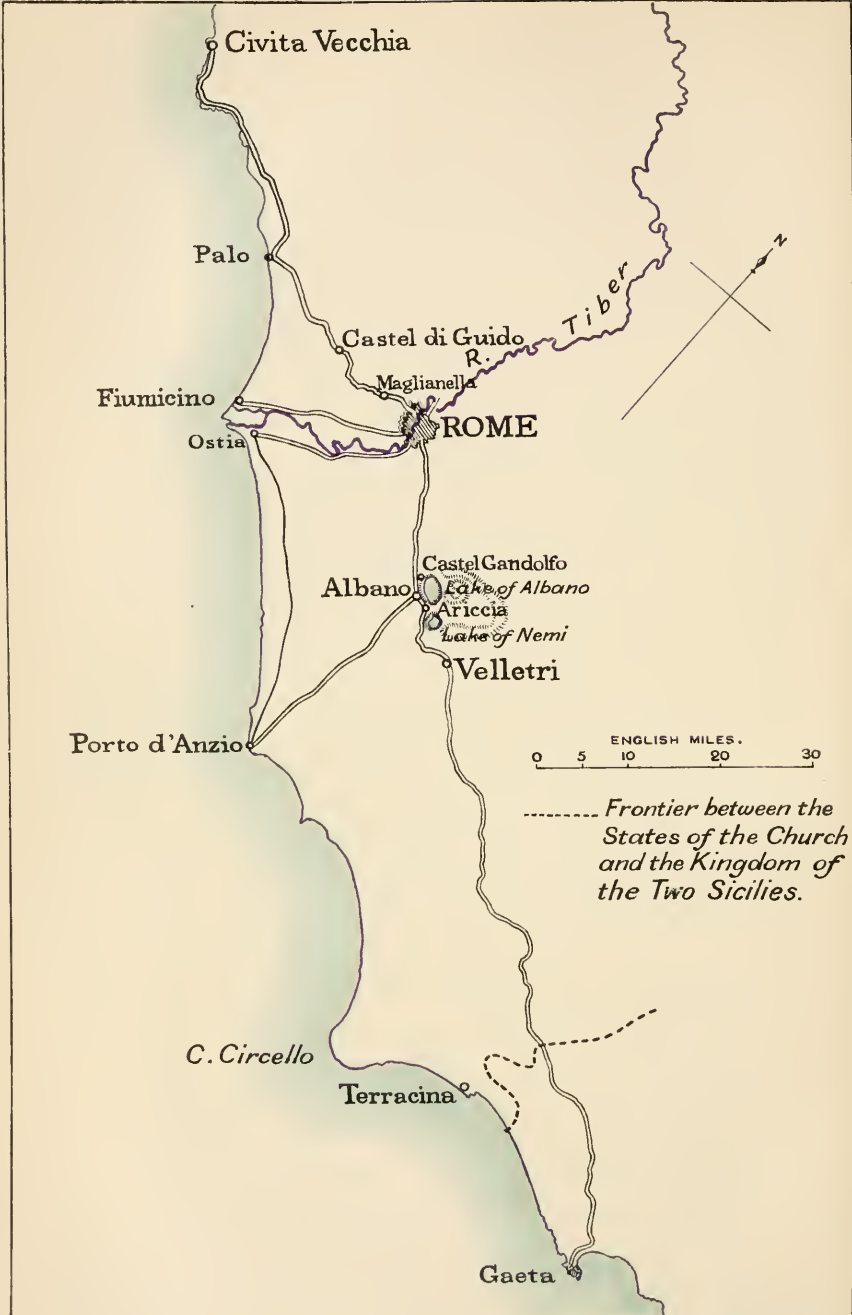 Civita Vecchia
Palo
N
R. Tiber
Castel di Guido
Maglianella
Fiumicino
ROME
Ostia
Castel Gandolfo
Albano
Lake of Albano
Ariccia
Lake of Nemi
Velletri
Porto d'Anzio
ENGLISH MILES.
0 5 10 20 30
Frontier between the
States of the Church
and the Kingdom of
the Two Sicilies.
C. Circello
Terracina
Gaeta